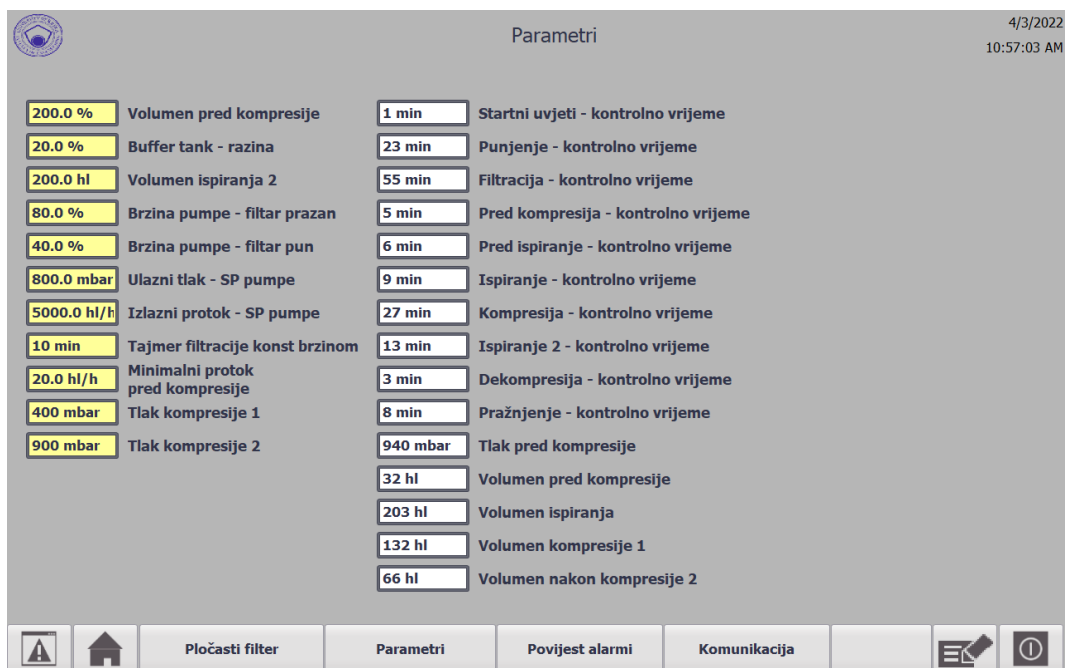 Parametri
4/3/2022
10:57:03 AM
200.0 % Volumen pred kompresije
20.0 % Buffer tank - razina
200.0 hl Volumen ispiranja 2
80.0 % Brzina pumpe - filtar prazan
40.0 % Brzina pumpe - filtar pun
800.0 mbar Ulazni tlak - SP pumpe
5000.0 hl/h Izlazni protok - SP pumpe
10 min Tajmer filtracije konst brzinom
20.0 hl/h Minimalni protok
pred kompresije
400 mbar Tlak kompresije 1
900 mbar Tlak kompresije 2
1 min Startni uvjeti - kontrolno vrijeme
23 min Punjenje - kontrolno vrijeme
55 min Filtracija - kontrolno vrijeme
5 min Pred kompresija - kontrolno vrijeme
6 min Pred ispiranje - kontrolno vrijeme
9 min Ispiranje - kontrolno vrijeme
27 min Kompresija - kontrolno vrijeme
13 min Ispiranje 2 - kontrolno vrijeme
3 min Dekompresija - kontrolno vrijeme
8 min Pražnjenje - kontrolno vrijeme
940 mbar Tlak pred kompresije
32 hl Volumen pred kompresije
203 hl Volumen ispiranja
132 hl Volumen kompresije 1
66 hl Volumen nakon kompresije 2
Pločasti filter
Parametri
Povijest alarmi
Komunikacija